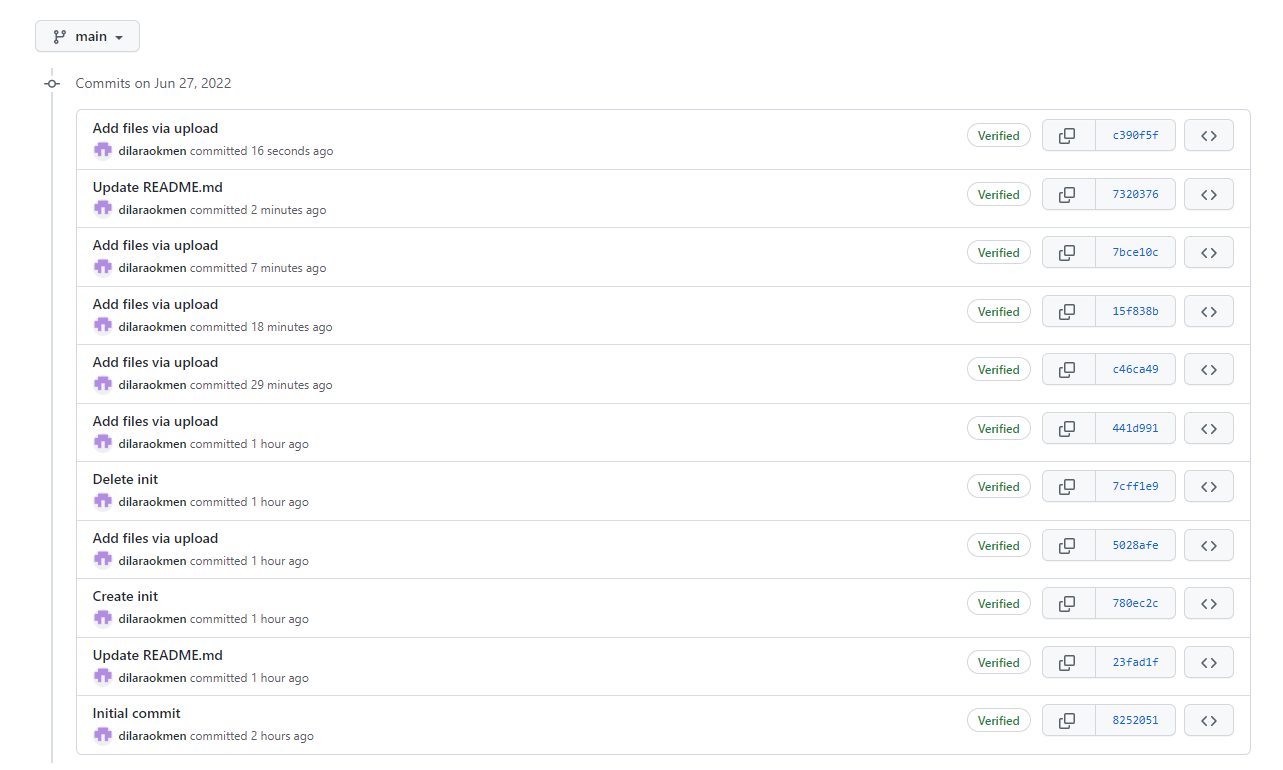 main
Commits on Jun 27, 2022
Add files via upload
dilaraokmen committed 16 seconds ago
Verified
c390f5f
Update README.md
dilaraokmen committed 2 minutes ago
Verified
7320376
Add files via upload
dilaraokmen committed 7 minutes ago
Verified
7bce10c
Add files via upload
dilaraokmen committed 18 minutes ago
Verified
15f838b
Add files via upload
dilaraokmen committed 29 minutes ago
Verified
c46ca49
Add files via upload
dilaraokmen committed 1 hour ago
Verified
441d991
Delete init
dilaraokmen committed 1 hour ago
Verified
7cff1e9
Add files via upload
dilaraokmen committed 1 hour ago
Verified
5028afe
Create init
dilaraokmen committed 1 hour ago
Verified
780ec2c
Update README.md
dilaraokmen committed 1 hour ago
Verified
23fad1f
Initial commit
dilaraokmen committed 2 hours ago
Verified
8252051